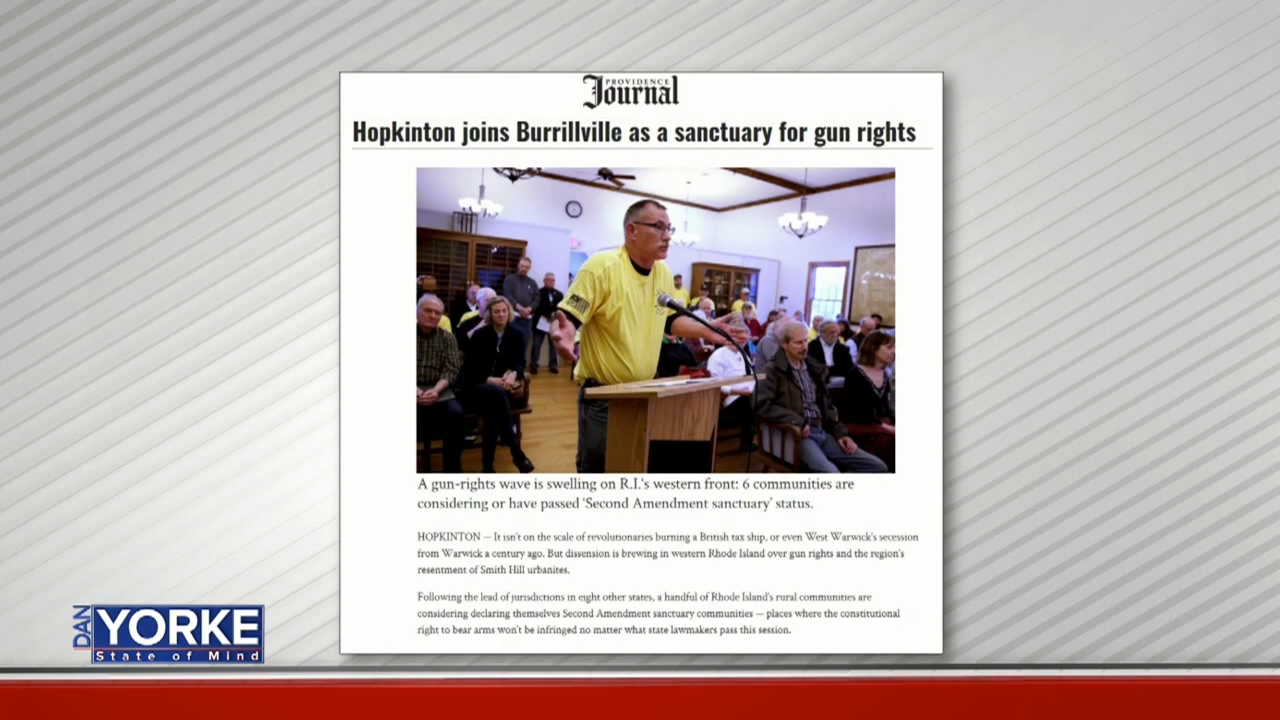 PROVIDENCE
Journal
Hopkinton joins Burrillville as a sanctuary for gun rights
A gun-rights wave is swelling on R.I.'s western front: 6 communities are
considering or have passed 'Second Amendment sanctuary' status.
HOPKINTON — It isn't on the scale of revolutionaries burning a British tax ship, or even West Warwick's secession
from Warwick a century ago. But dissension is brewing in western Rhode Island over gun rights and the region's
resentment of Smith Hill urbanites.
Following the lead of jurisdictions in eight other states, a handful of Rhode Island's rural communities are
considering declaring themselves Second Amendment sanctuary communities — places where the constitutional
right to bear arms won't be infringed no matter what state lawmakers pass this session.
DAN
YORKE
State of Mind